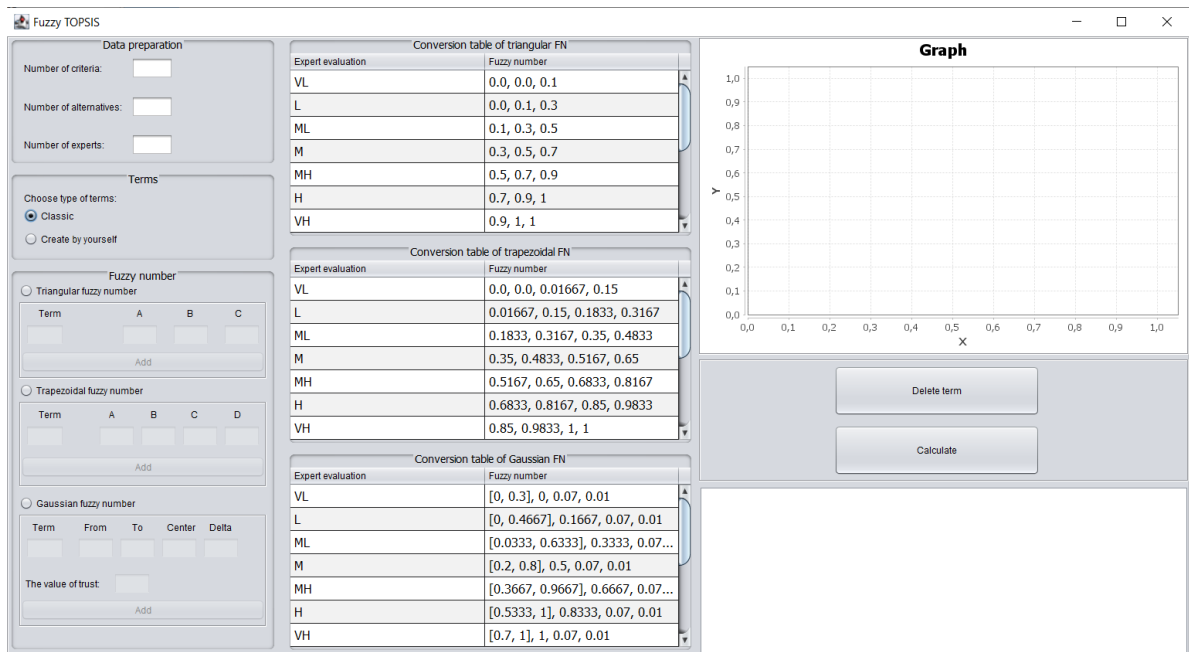 Fuzzy TOPSIS
Data preparation
Number of criteria:
Number of alternatives:
Number of experts:
Terms
Choose type of terms:
Classic
Create by yourself
Fuzzy number
Triangular fuzzy number
Term A B C
Add
Trapezoidal fuzzy number
Term A B C D
Add
Gaussian fuzzy number
Term From To Center Delta
The value of trust:
Add
Conversion table of triangular FN
Expert evaluation Fuzzy number
VL 0.0, 0.0, 0.1
L 0.0, 0.1, 0.3
ML 0.1, 0.3, 0.5
M 0.3, 0.5, 0.7
MH 0.5, 0.7, 0.9
H 0.7, 0.9, 1
VH 0.9, 1, 1
Conversion table of trapezoidal FN
Expert evaluation Fuzzy number
VL 0.0, 0.0, 0.01667, 0.15
L 0.01667, 0.15, 0.1833, 0.3167
ML 0.1833, 0.3167, 0.35, 0.4833
M 0.35, 0.4833, 0.5167, 0.65
MH 0.5167, 0.65, 0.6833, 0.8167
H 0.6833, 0.8167, 0.85, 0.9833
VH 0.85, 0.9833, 1, 1
Conversion table of Gaussian FN
Expert evaluation Fuzzy number
VL [0, 0.3], 0, 0.07, 0.01
L [0, 0.4667], 0.1667, 0.07, 0.01
ML [0.0333, 0.6333], 0.3333, 0.07...
M [0.2, 0.8], 0.5, 0.07, 0.01
MH [0.3667, 0.9667], 0.6667, 0.07...
H [0.5333, 1], 0.8333, 0.07, 0.01
VH [0.7, 1], 1, 0.07, 0.01
Graph
1,0
0,9
0,8
0,7
0,6
0,5
0,4
0,3
0,2
0,1
0,0
Y
0,0 0,1 0,2 0,3 0,4 0,5 0,6 0,7 0,8 0,9 1,0
X
Delete term
Calculate